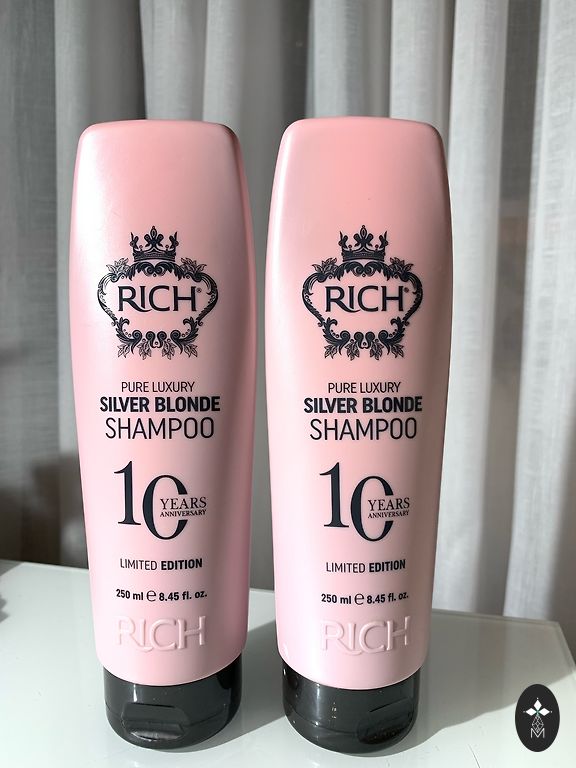 RICH®
PURE LUXURY
SILVER BLONDE
SHAMPOO
10 YEARS
ANNIVERSARY
LIMITED EDITION
250 ml ℮ 8.45 fl. oz.
RICH
RICH®
PURE LUXURY
SILVER BLONDE
SHAMPOO
10 YEARS
ANNIVERSARY
LIMITED EDITION
250 ml ℮ 8.45 fl. oz.
RICH
M